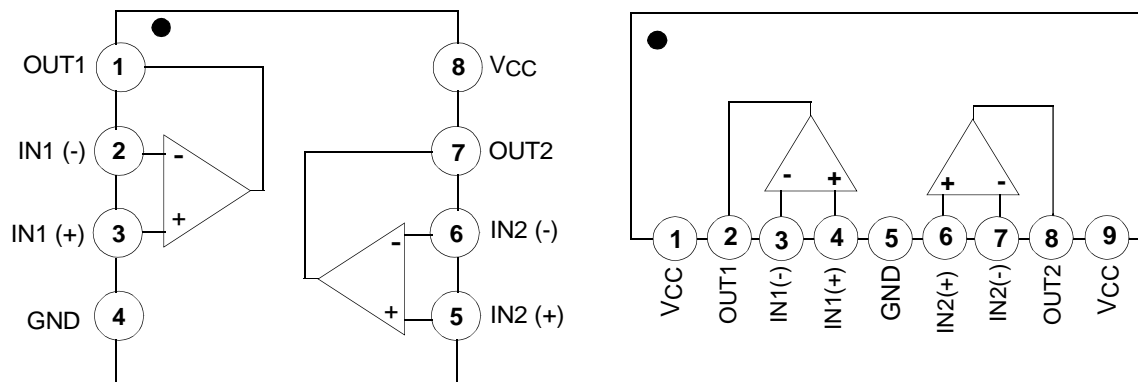 OUT1 1
8 VCC
IN1 (-) 2 -
7 OUT2
IN1 (+) 3 +
- 6 IN2 (-)
GND 4
+ 5 IN2 (+)
- + + -
1 2 3 4 5 6 7 8 9
VCC OUT1 IN1(-) IN1(+) GND IN2(+) IN2(-) OUT2 VCC